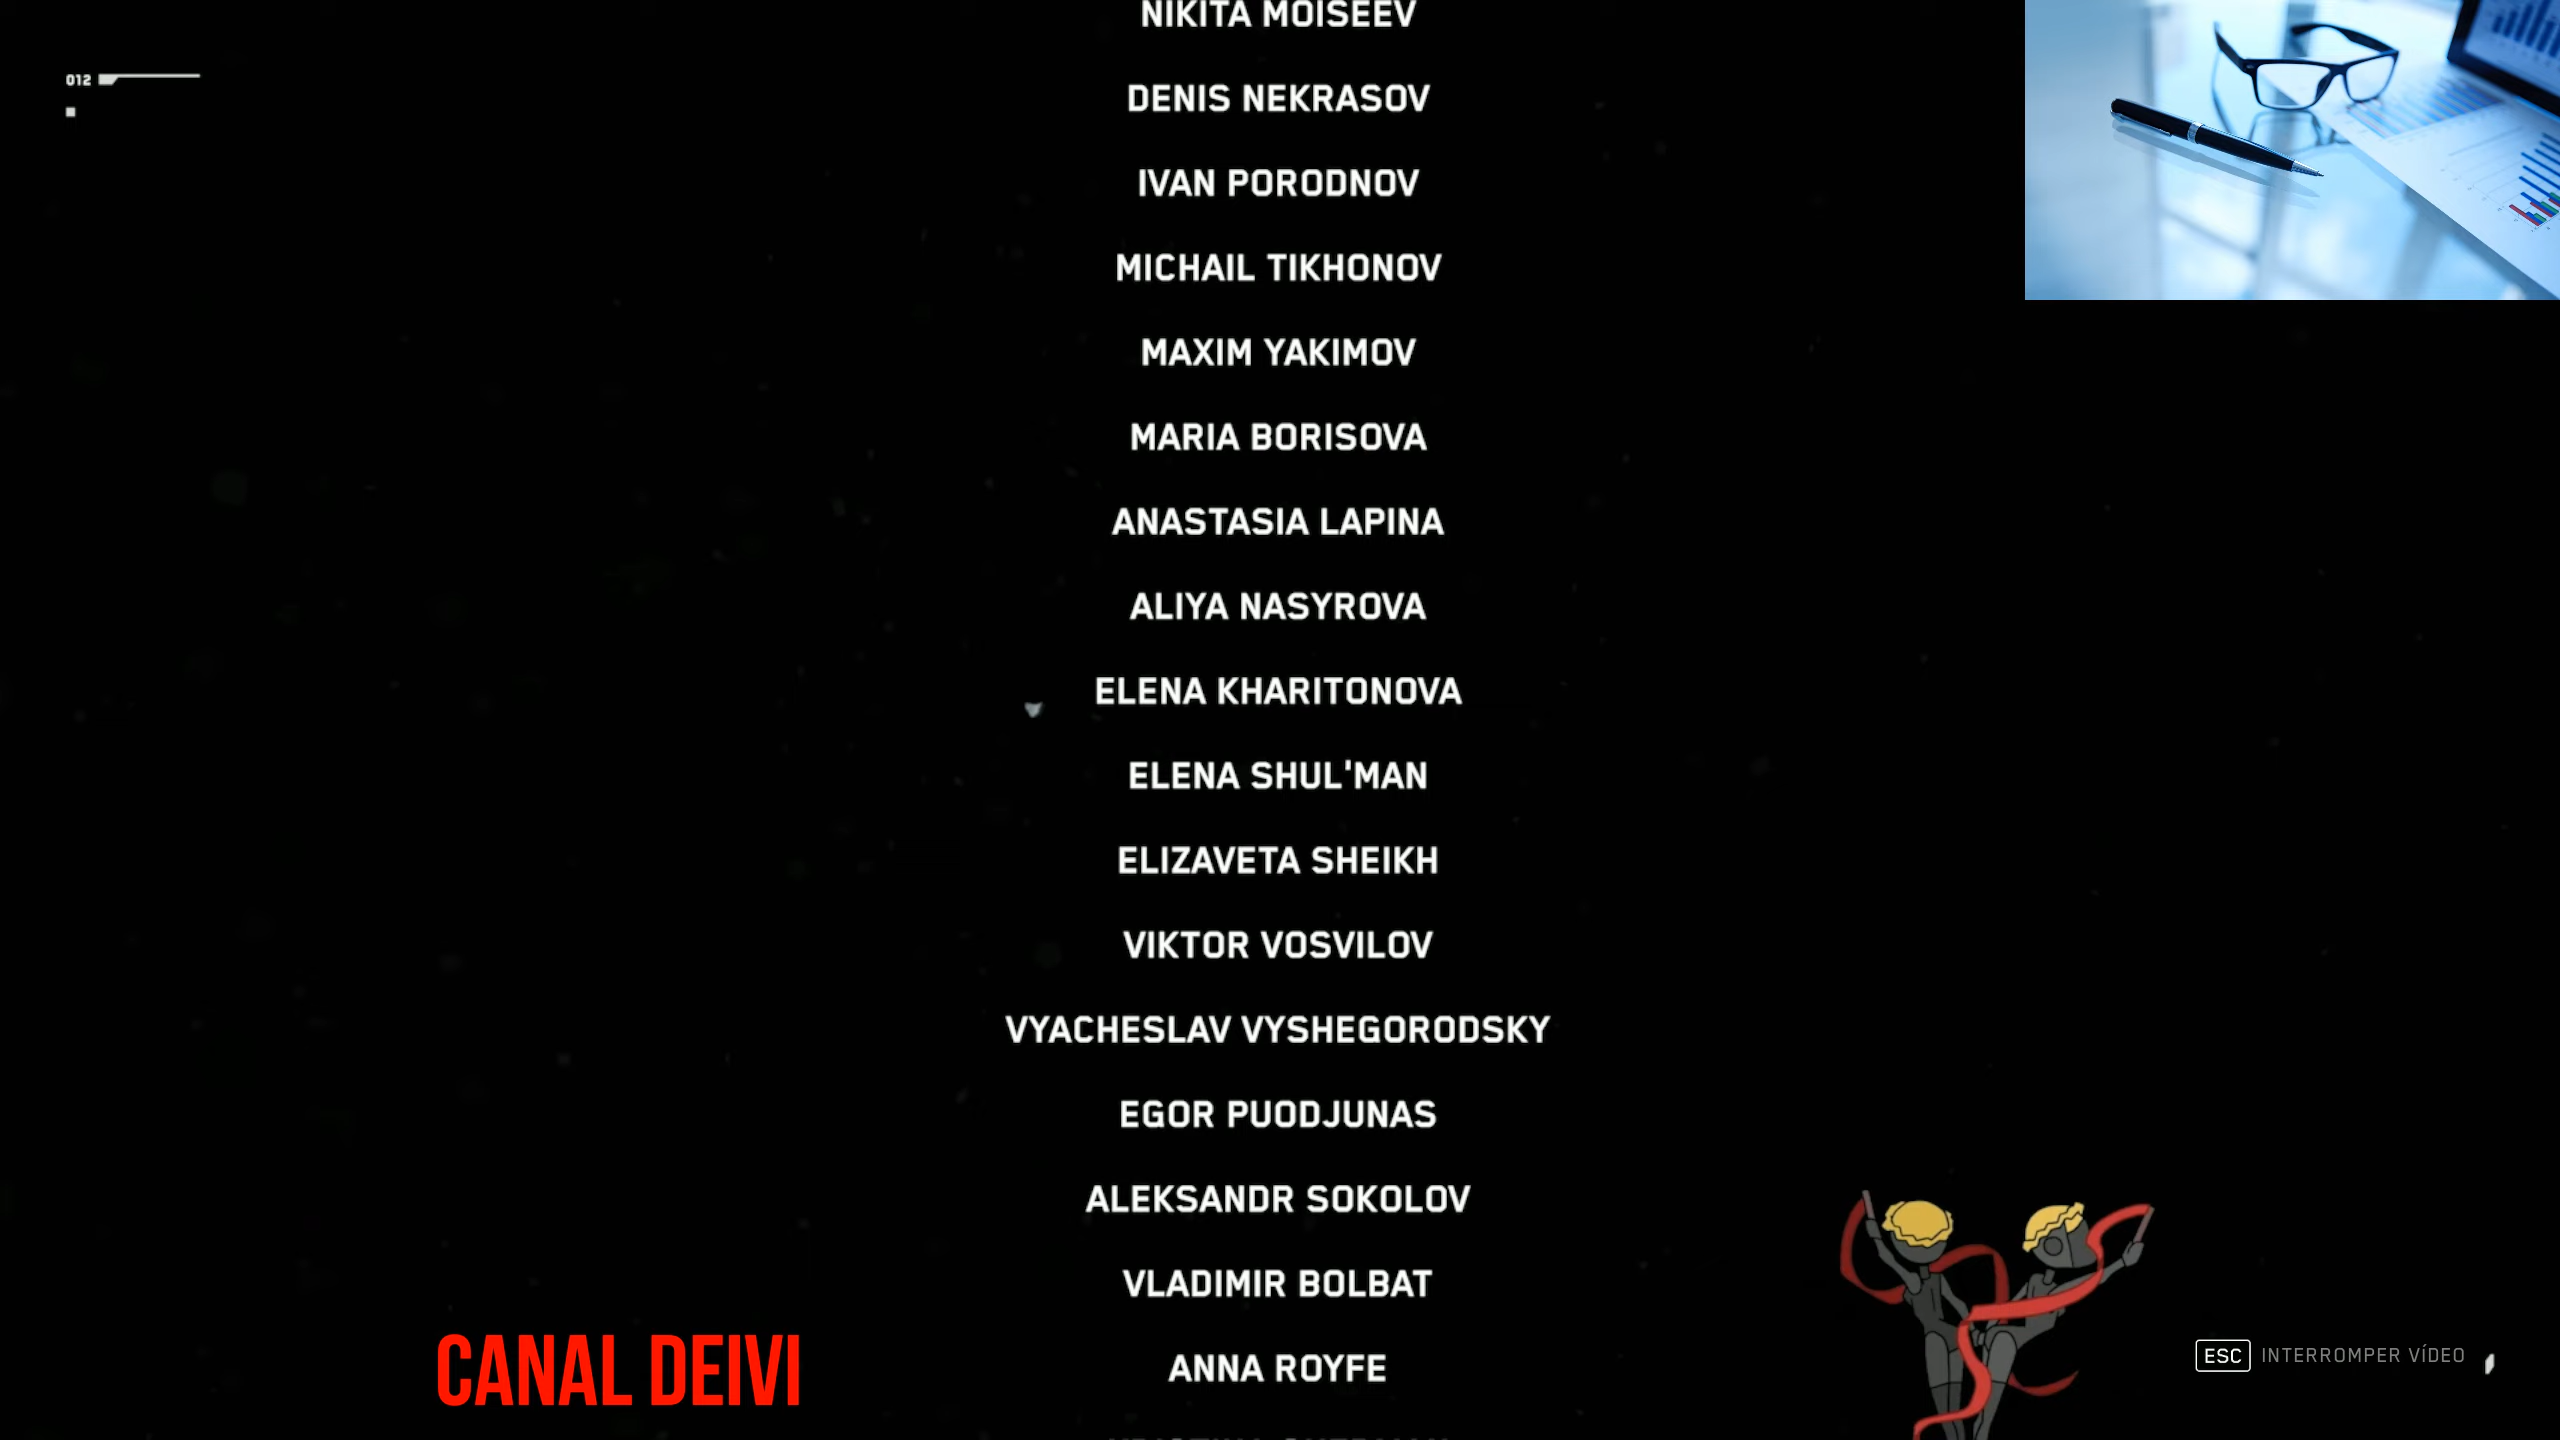 NIKITA MOISEEV
012
DENIS NEKRASOV
IVAN PORODNOV
MICHAIL TIKHONOV
MAXIM YAKIMOV
MARIA BORISOVA
ANASTASIA LAPINA
ALIYA NASYROVA
ELENA KHARITONOVA
ELENA SHUL'MAN
ELIZAVETA SHEIKH
VIKTOR VOSVILOV
VYACHESLAV VYSHEGORODSKY
EGOR PUODJUNAS
ALEKSANDR SOKOLOV
VLADIMIR BOLBAT
ANNA ROYFE
CANAL DEIVI
ESC INTERROMPER VÍDEO